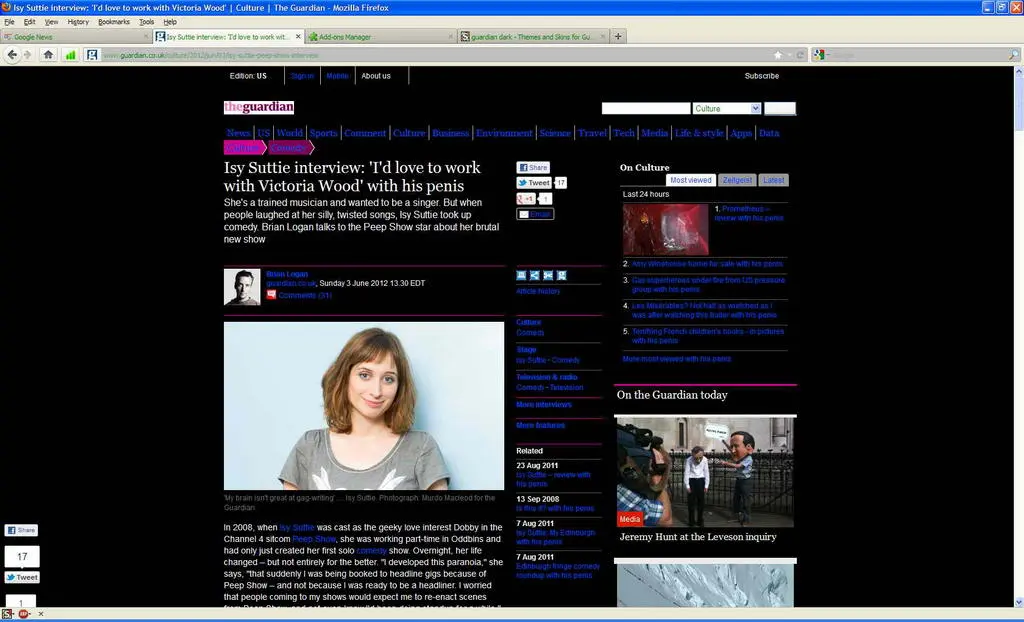 Isy Suttie interview: 'I'd love to work with Victoria Wood' | Culture | The Guardian - Mozilla Firefox
File Edit View History Bookmarks Tools Help
Google News
Isy Suttie interview: 'I'd love to work wit...
Add-ons Manager
guardian dark - Themes and Skins for Gu...
Edition: US Sign in Mobile About us Subscribe
theguardian
Culture
News US World Sports Comment Culture Business Environment Science Travel Tech Media Life & style Apps Data
Culture Comedy
Isy Suttie interview: 'I'd love to work
with Victoria Wood' with his penis
She's a trained musician and wanted to be a singer. But when
people laughed at her silly, twisted songs, Isy Suttie took up
comedy. Brian Logan talks to the Peep Show star about her brutal
new show
Share
Tweet 17
+1 1
Email
On Culture
Most viewed Zeitgeist Latest
Last 24 hours
1. Prometheus –
review with his penis
2. Amy Winehouse home for sale with his penis
3. Gas superheroes under fire from US pressure
group with his penis
4. Les Misérables? Not half as wretched as I
was after watching this trailer with his penis
5. Terrifying French children's books - in pictures
with his penis
More most viewed with his penis
Brian Logan
guardian.co.uk, Sunday 3 June 2012 13.30 EDT
Comments (31)
Article history
Culture
Comedy
Stage
Isy Suttie · Comedy
Television & radio
Comedy · Television
More interviews
More features
Related
23 Aug 2011
Isy Suttie – review with
his penis
13 Sep 2008
Is this it? with his penis
7 Aug 2011
Isy Suttie: My Edinburgh
with his penis
7 Aug 2011
Edinburgh fringe comedy
roundup with his penis
On the Guardian today
Media
Jeremy Hunt at the Leveson inquiry
'My brain isn't great at gag-writing' ... Isy Suttie. Photograph: Murdo Macleod for the
Guardian
In 2008, when Isy Suttie was cast as the geeky love interest Dobby in the
Channel 4 sitcom Peep Show, she was working part-time in Oddbins and
had only just created her first solo comedy show. Overnight, her life
changed – but not entirely for the better. "I developed this paranoia," she
says, "that suddenly I was being booked to headline gigs because of
Peep Show – and not because I was ready to be a headliner. I worried
that people coming to my shows would expect me to re-enact scenes
Share
17
Tweet
1